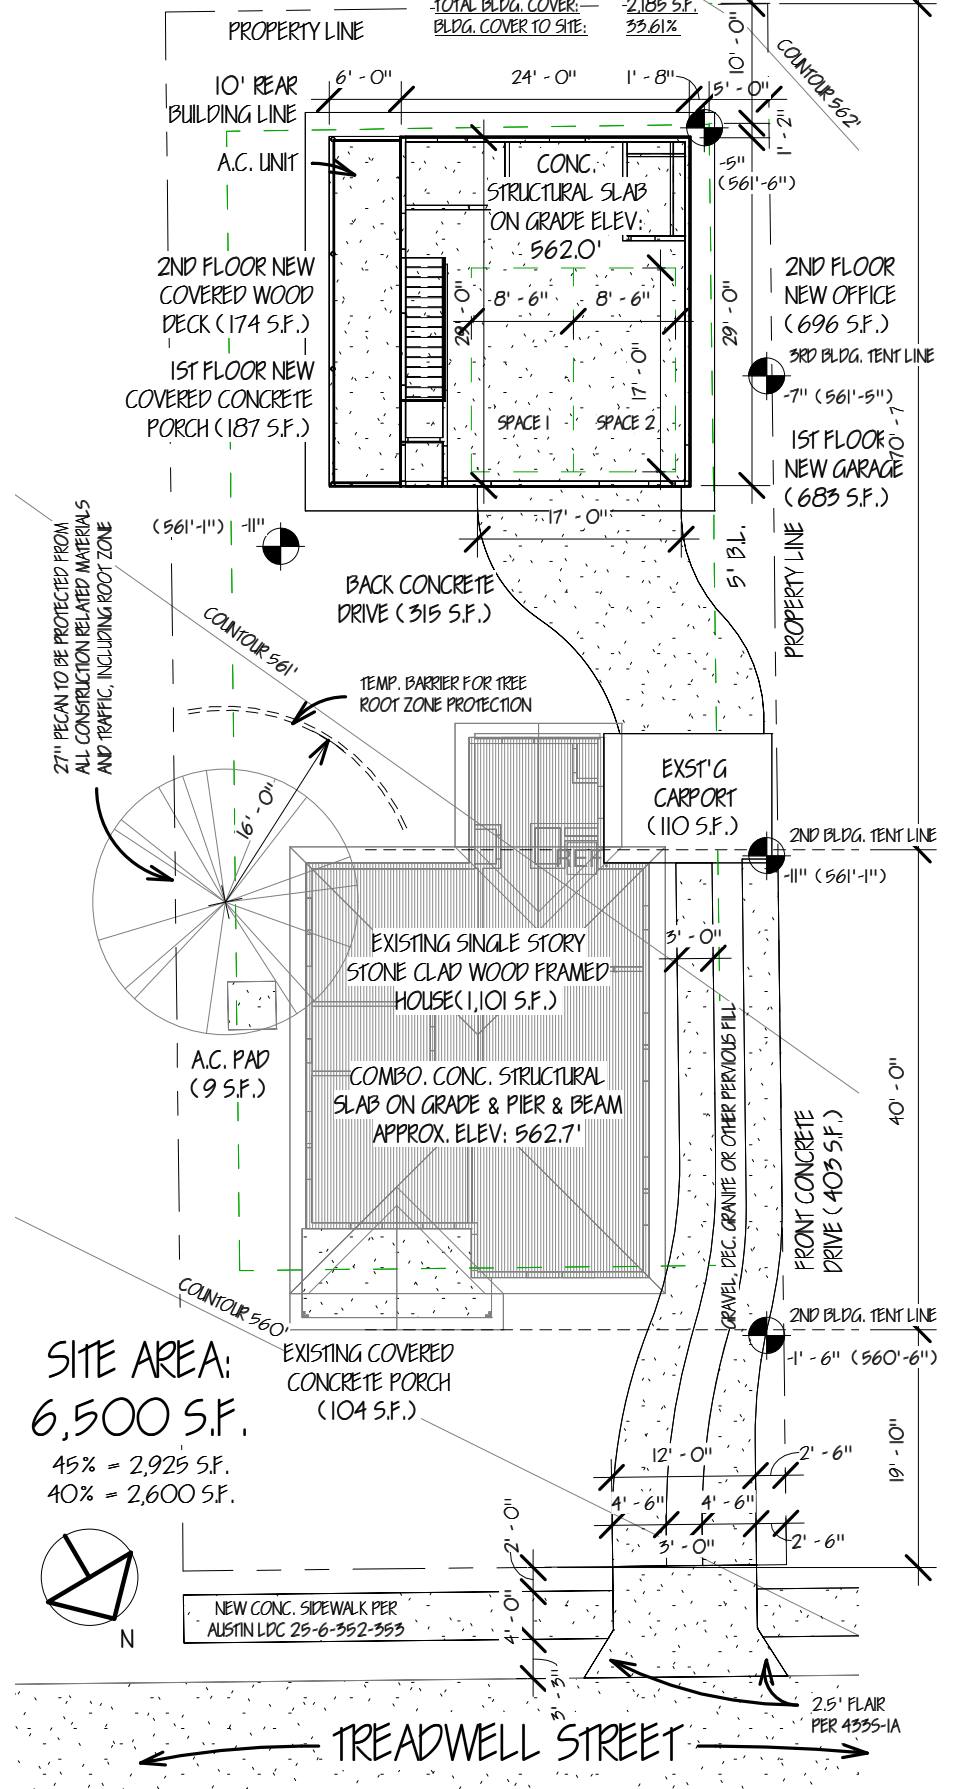 TOTAL BLDG. COVER: 2,185 S.F.
BLDG. COVER TO SITE: 33.61%
PROPERTY LINE
10' - 0"
COUNTOUR 562'
10' REAR
BUILDING LINE
6' - 0"
24' - 0"
1' - 8"
5' - 0"
1' - 2"
A.C. UNIT
CONC.
STRUCTURAL SLAB
ON GRADE ELEV:
562.0'
-5"
(561'-6")
2ND FLOOR NEW
COVERED WOOD
DECK (174 S.F.)
29' - 0"
8' - 6"
8' - 6"
29' - 0"
2ND FLOOR
NEW OFFICE
(696 S.F.)
3RD BLDG. TENT LINE
1ST FLOOR NEW
COVERED CONCRETE
PORCH (187 S.F.)
17' - 0"
-7" (561'-5")
70' - 7
SPACE 1
SPACE 2
1ST FLOOR
NEW GARAGE
(683 S.F.)
(561'-1") -11"
17' - 0"
5' B.L.
PROPERTY LINE
27" PECAN TO BE PROTECTED FROM
ALL CONSTRUCTION RELATED MATERIALS
AND TRAFFIC, INCLUDING ROOT ZONE
BACK CONCRETE
DRIVE (315 S.F.)
COUNTOUR 561'
TEMP. BARRIER FOR TREE
ROOT ZONE PROTECTION
16' - 0"
EXST'G
CARPORT
(110 S.F.)
REF
2ND BLDG. TENT LINE
-11" (561'-1")
3' - 0"
EXISTING SINGLE STORY
STONE CLAD WOOD FRAMED
HOUSE(1,101 S.F.)
A.C. PAD
(9 S.F.)
COMBO. CONC. STRUCTURAL
SLAB ON GRADE & PIER & BEAM
APPROX. ELEV: 562.7'
GRAVEL, DEC. GRANITE OR OTHER PERVIOUS FILL
40' - 0"
FRONT CONCRETE
DRIVE (403 S.F.)
COUNTOUR 560'
2ND BLDG. TENT LINE
-1' - 6" (560'-6")
EXISTING COVERED
CONCRETE PORCH
(104 S.F.)
SITE AREA:
6,500 S.F.
45% = 2,925 S.F.
40% = 2,600 S.F.
12' - 0"
2' - 6"
19' - 10"
4' - 6"
4' - 6"
3' - 0"
2' - 6"
2' - 0"
4' - 0"
3' - 3"
N
NEW CONC. SIDEWALK PER
AUSTIN LDC 25-6-352-353
2.5' FLAIR
PER 433S-1A
TREADWELL STREET